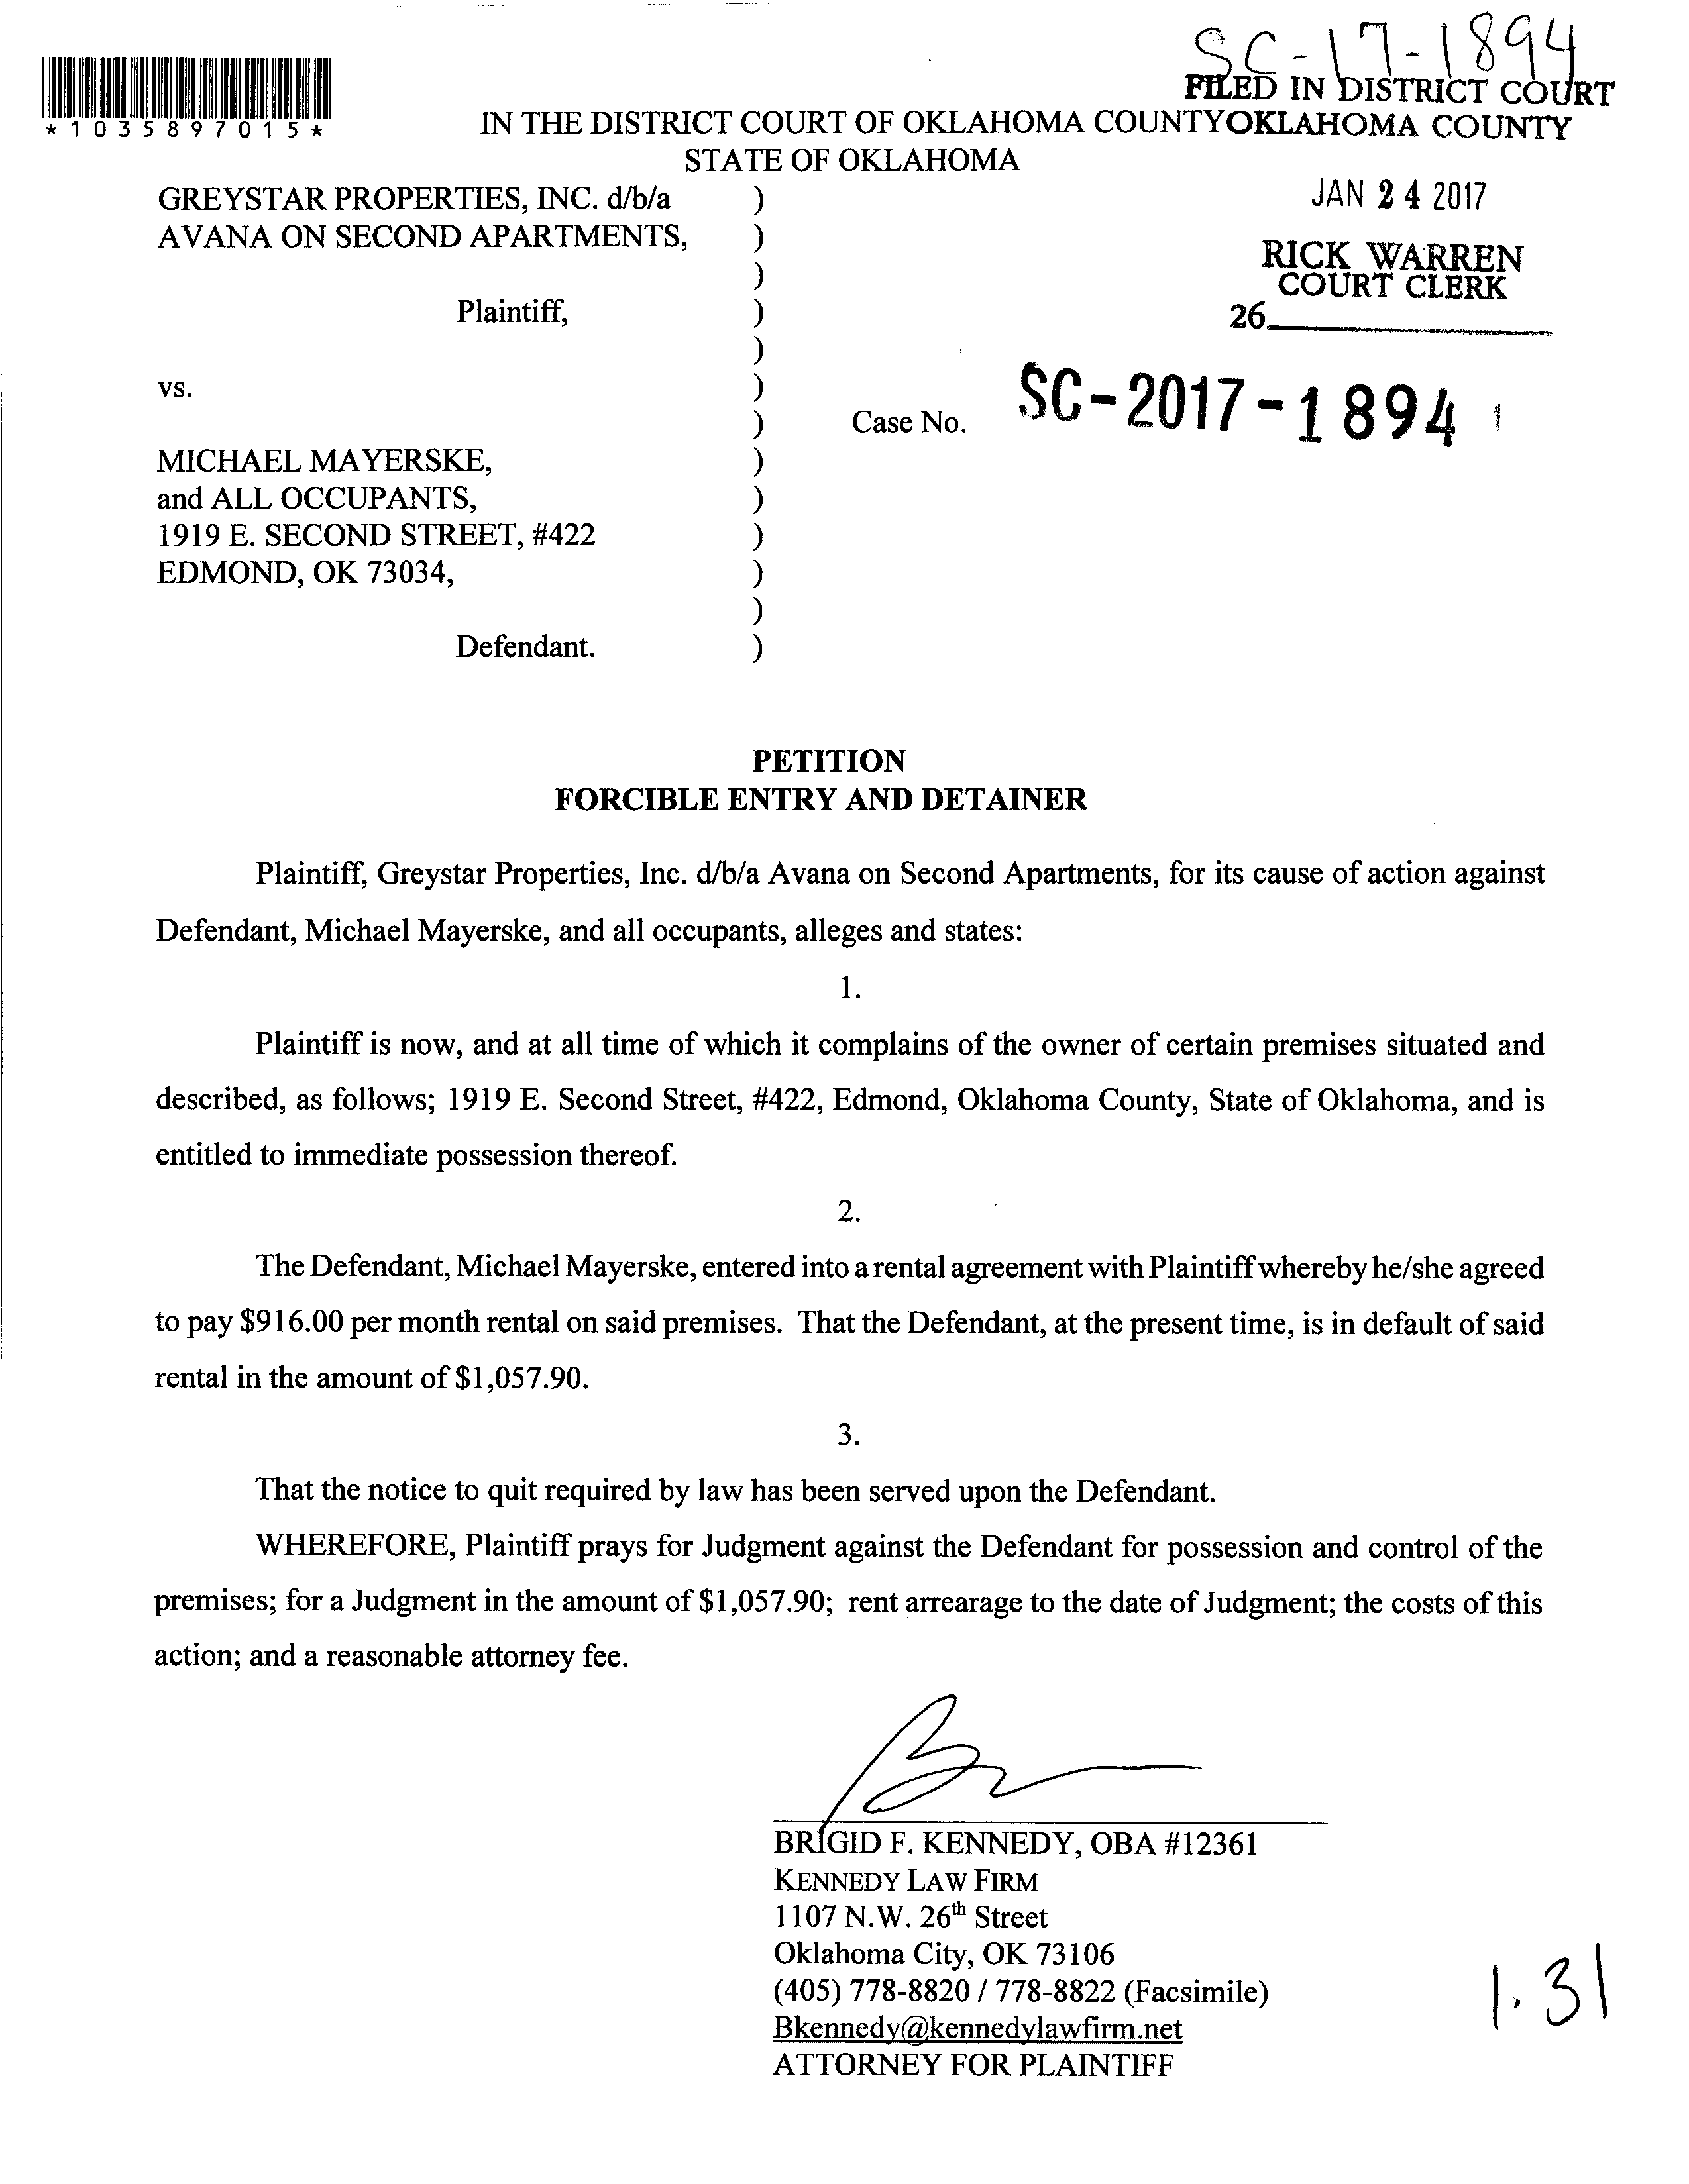 SC-17-1894
FILED IN DISTRICT COURT
*1035897015*
IN THE DISTRICT COURT OF OKLAHOMA COUNTY OKLAHOMA COUNTY
STATE OF OKLAHOMA
GREYSTAR PROPERTIES, INC. d/b/a )
AVANA ON SECOND APARTMENTS, )
JAN 24 2017
)
RICK WARREN
COURT CLERK
Plaintiff, )
26
)
vs. )
) Case No. SC-2017-1894
MICHAEL MAYERSKE, )
and ALL OCCUPANTS, )
1919 E. SECOND STREET, #422 )
EDMOND, OK 73034, )
)
Defendant. )
PETITION
FORCIBLE ENTRY AND DETAINER
Plaintiff, Greystar Properties, Inc. d/b/a Avana on Second Apartments, for its cause of action against
Defendant, Michael Mayerske, and all occupants, alleges and states:
1.
Plaintiff is now, and at all time of which it complains of the owner of certain premises situated and
described, as follows; 1919 E. Second Street, #422, Edmond, Oklahoma County, State of Oklahoma, and is
entitled to immediate possession thereof.
2.
The Defendant, Michael Mayerske, entered into a rental agreement with Plaintiff whereby he/she agreed
to pay $916.00 per month rental on said premises. That the Defendant, at the present time, is in default of said
rental in the amount of $1,057.90.
3.
That the notice to quit required by law has been served upon the Defendant.
WHEREFORE, Plaintiff prays for Judgment against the Defendant for possession and control of the
premises; for a Judgment in the amount of $1,057.90; rent arrearage to the date of Judgment; the costs of this
action; and a reasonable attorney fee.
BRIGID F. KENNEDY, OBA #12361
KENNEDY LAW FIRM
1107 N.W. 26th Street
Oklahoma City, OK 73106
(405) 778-8820 / 778-8822 (Facsimile)
Bkennedy@kennedylawfirm.net
ATTORNEY FOR PLAINTIFF
1.31